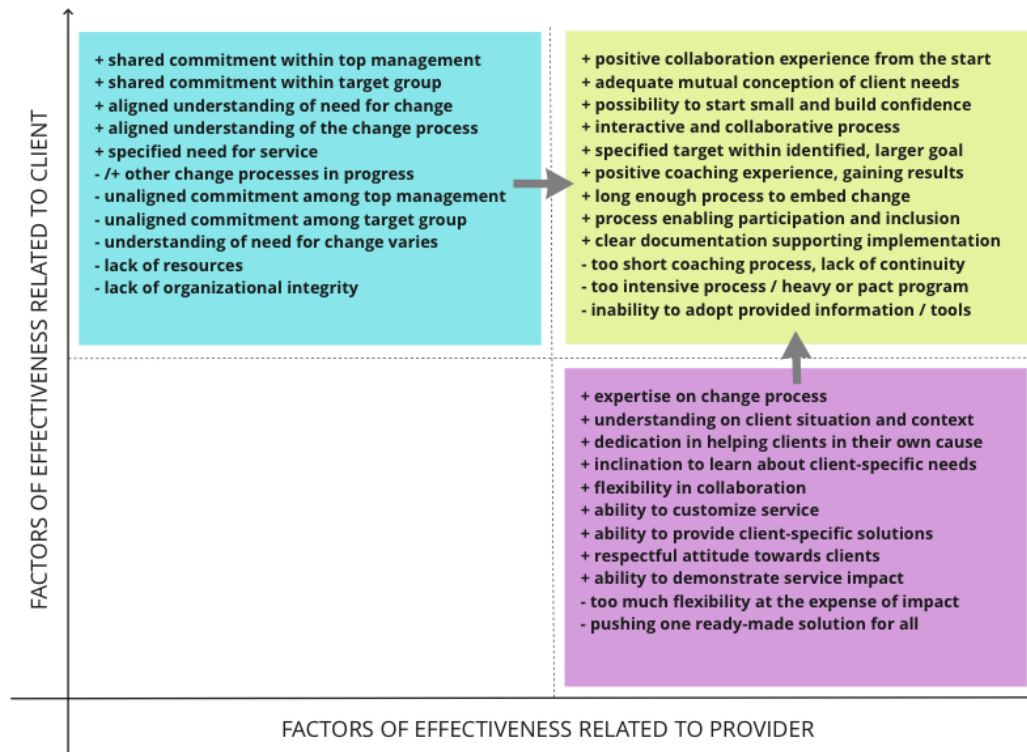 FACTORS OF EFFECTIVENESS RELATED TO CLIENT
+ shared commitment within top management
+ shared commitment within target group
+ aligned understanding of need for change
+ aligned understanding of the change process
+ specified need for service
- /+ other change processes in progress
- unaligned commitment among top management
- unaligned commitment among target group
- understanding of need for change varies
- lack of resources
- lack of organizational integrity
+ positive collaboration experience from the start
+ adequate mutual conception of client needs
+ possibility to start small and build confidence
+ interactive and collaborative process
+ specified target within identified, larger goal
+ positive coaching experience, gaining results
+ long enough process to embed change
+ process enabling participation and inclusion
+ clear documentation supporting implementation
- too short coaching process, lack of continuity
- too intensive process / heavy or pact program
- inability to adopt provided information / tools
+ expertise on change process
+ understanding on client situation and context
+ dedication in helping clients in their own cause
+ inclination to learn about client-specific needs
+ flexibility in collaboration
+ ability to customize service
+ ability to provide client-specific solutions
+ respectful attitude towards clients
+ ability to demonstrate service impact
- too much flexibility at the expense of impact
- pushing one ready-made solution for all
FACTORS OF EFFECTIVENESS RELATED TO PROVIDER